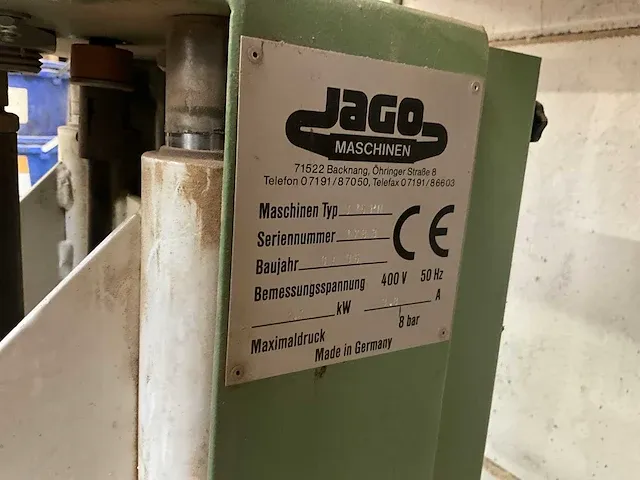 JAGO
MASCHINEN
71522 Backnang, Öhringer Straße 8
Telefon 07191/87050, Telefax 07191/86603
Maschinen Typ
Seriennummer
CE
Baujahr
Bemessungsspannung 400 V 50 Hz
kW A
Maximaldruck 8 bar
Made in Germany